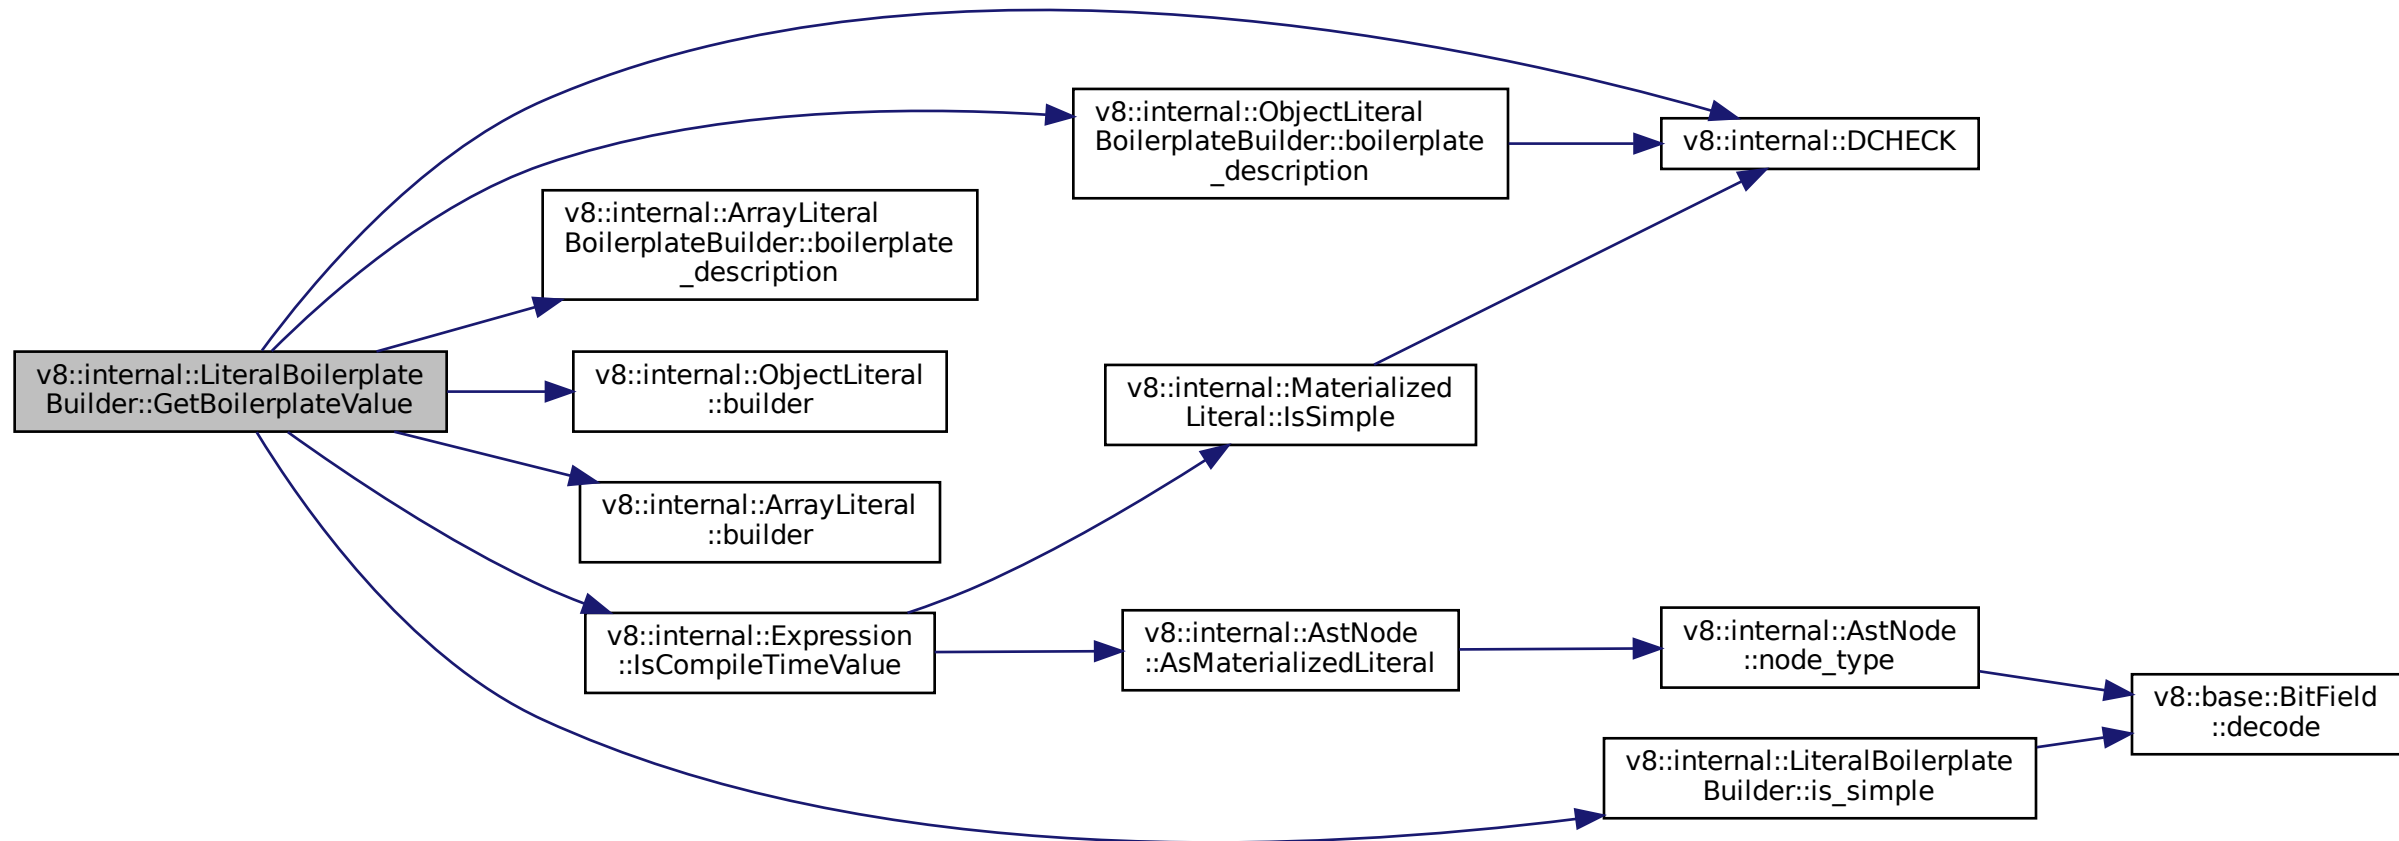 v8::internal::LiteralBoilerplate
Builder::GetBoilerplateValue
v8::internal::ArrayLiteral
BoilerplateBuilder::boilerplate
_description
v8::internal::ObjectLiteral
::builder
v8::internal::ArrayLiteral
::builder
v8::internal::Expression
::IsCompileTimeValue
v8::internal::ObjectLiteral
BoilerplateBuilder::boilerplate
_description
v8::internal::Materialized
Literal::IsSimple
v8::internal::AstNode
::AsMaterializedLiteral
v8::internal::DCHECK
v8::internal::AstNode
::node_type
v8::internal::LiteralBoilerplate
Builder::is_simple
v8::base::BitField
::decode